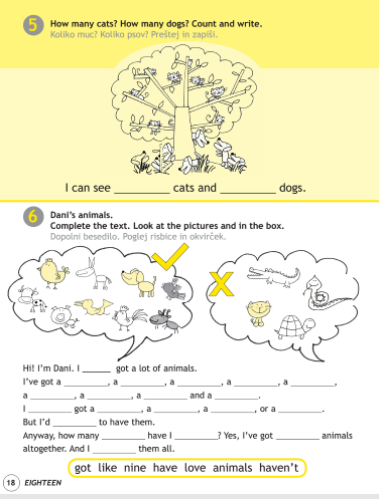 5 How many cats? How many dogs? Count and write.
Koliko muc? Koliko psov? Preštej in zapiši.
I can see ________ cats and ________ dogs.
6 Dani's animals.
Complete the text. Look at the pictures and in the box.
Dopolni besedilo. Poglej risbice in okvirček.
X
Hi! I'm Dani. I ______ got a lot of animals.
I've got a ________, a ________, a ________, a ________, a ________,
a ________, a ________, a ________ and a ________.
I ________ got a ________, a ________, a ________, or a ________.
But I'd ________ to have them.
Anyway, how many ________ have I ________? Yes, I've got ________ animals
altogether. And I ________ them all.
got like nine have love animals haven't
18 EIGHTEEN